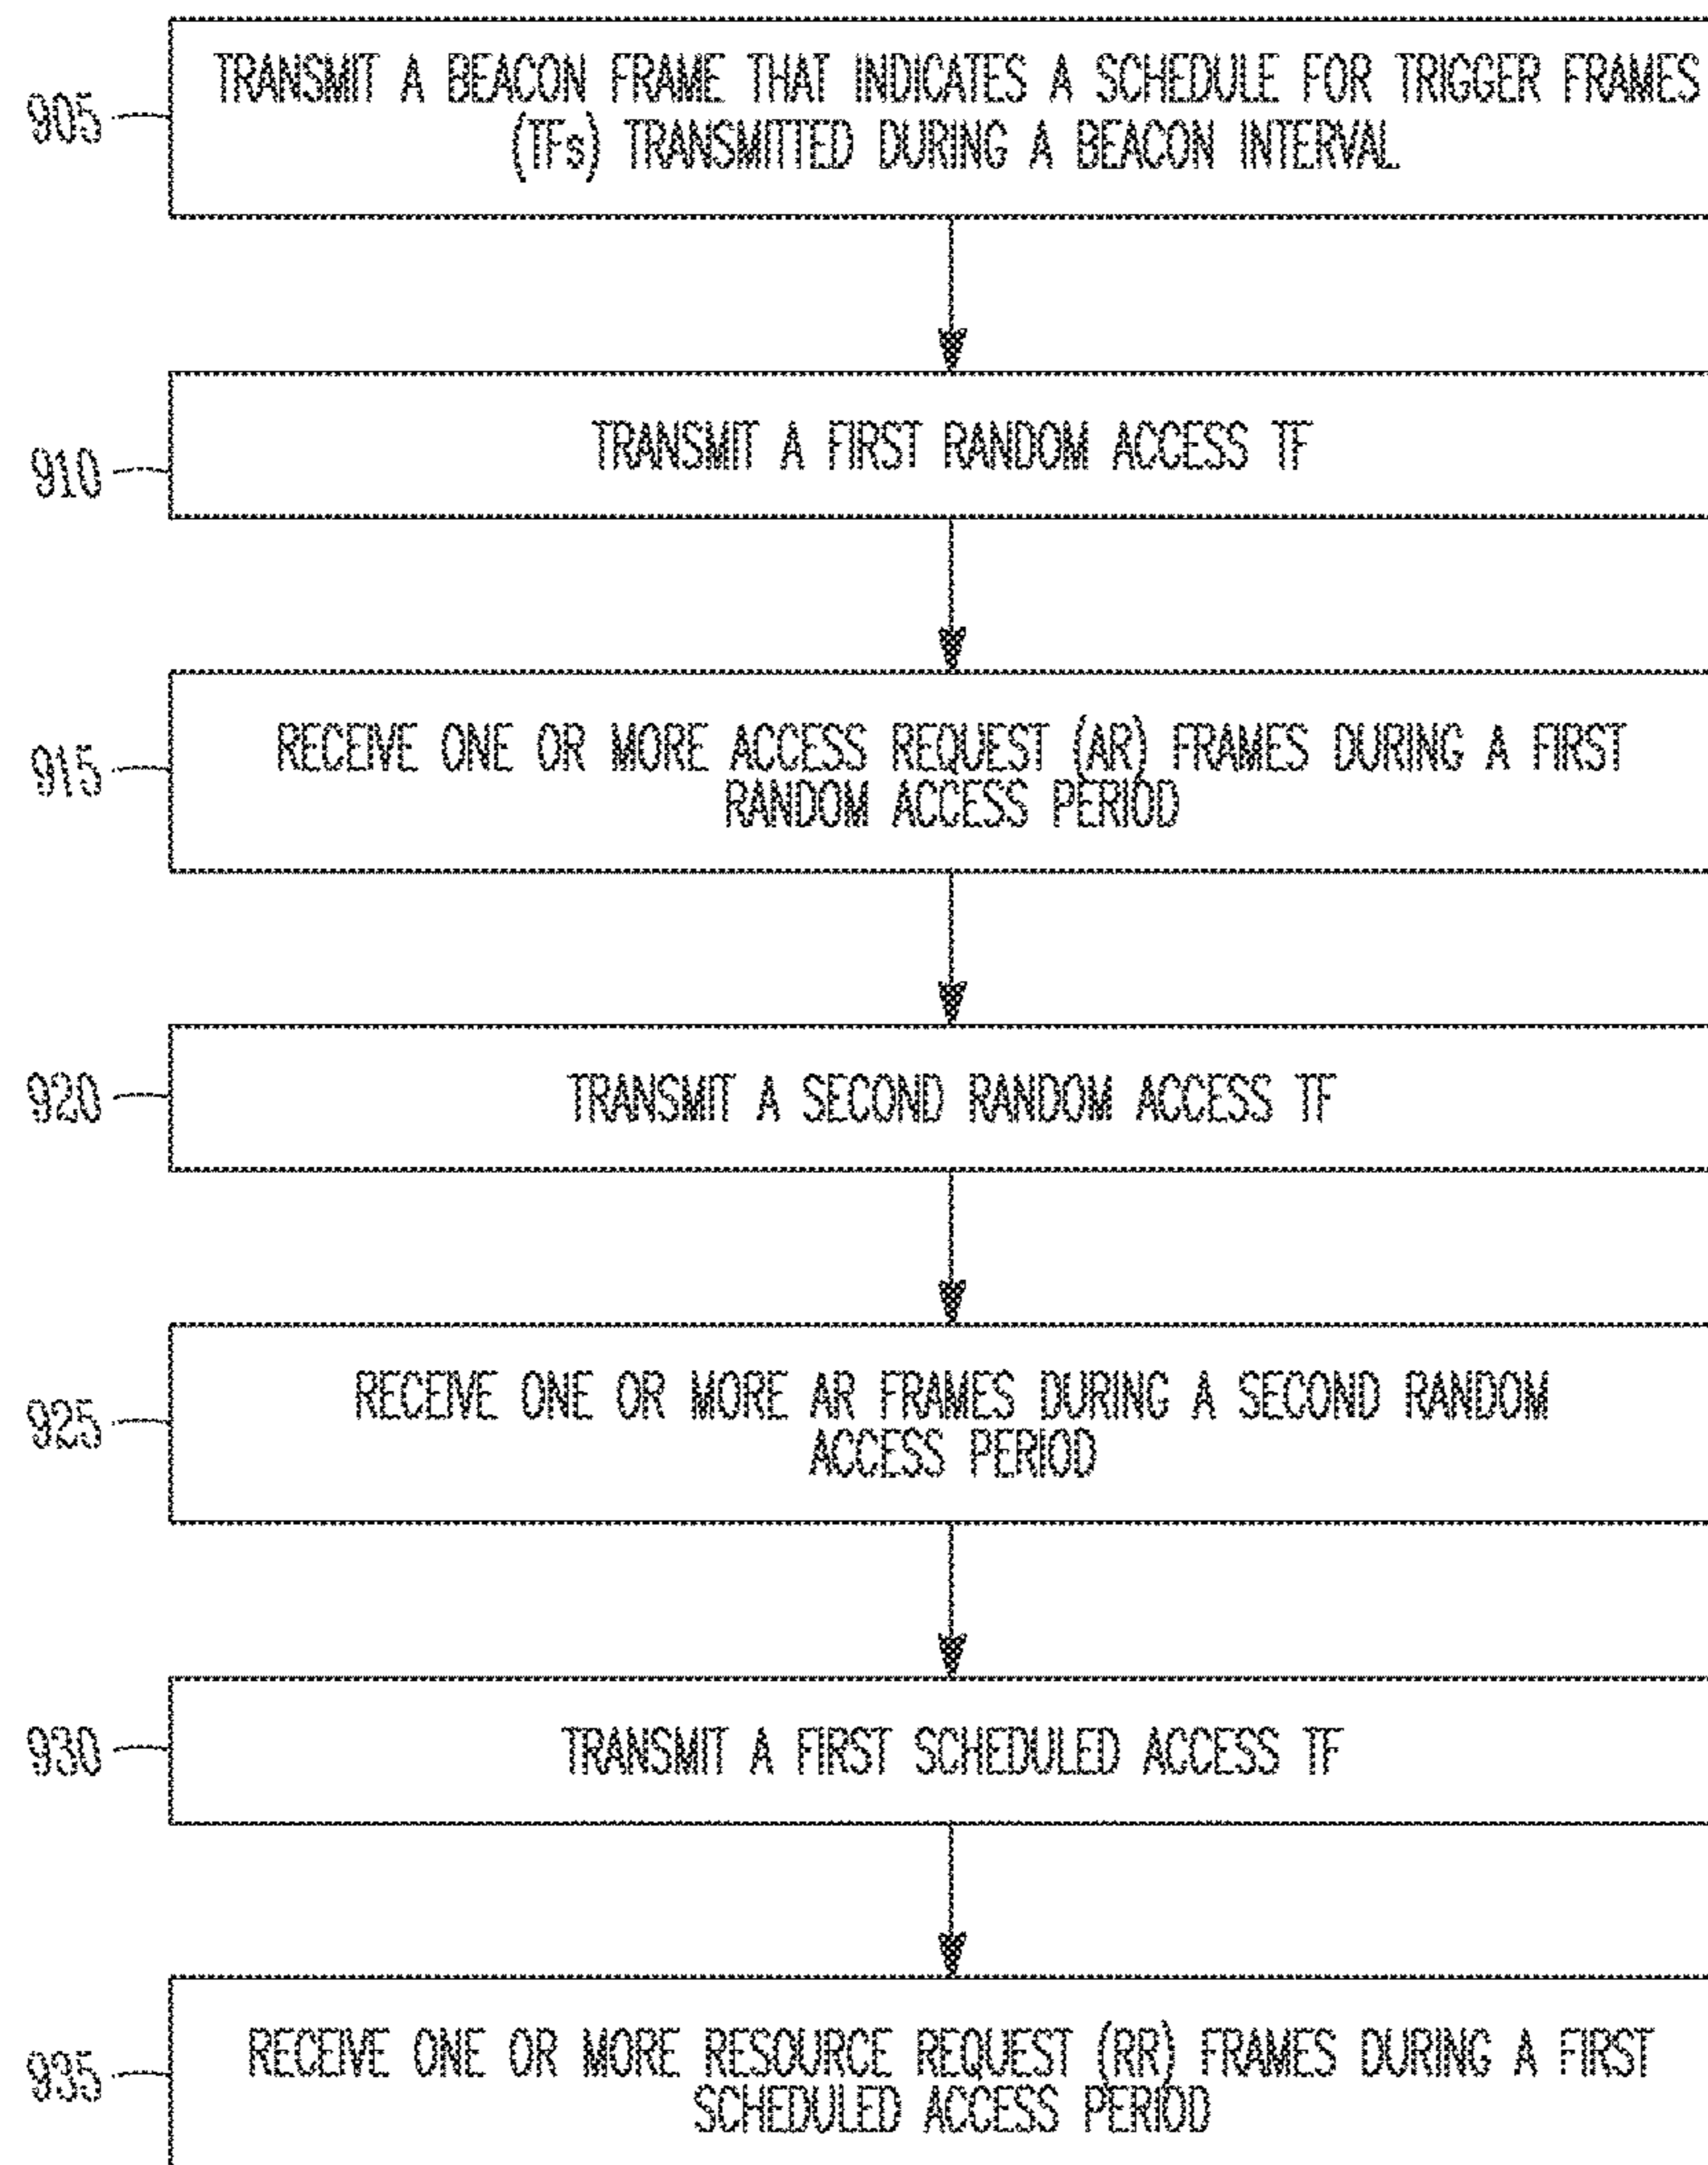 905
TRANSMIT A BEACON FRAME THAT INDICATES A SCHEDULE FOR TRIGGER FRAMES
(TFs) TRANSMITTED DURING A BEACON INTERVAL
910
TRANSMIT A FIRST RANDOM ACCESS TF
915
RECEIVE ONE OR MORE ACCESS REQUEST (AR) FRAMES DURING A FIRST
RANDOM ACCESS PERIOD
920
TRANSMIT A SECOND RANDOM ACCESS TF
925
RECEIVE ONE OR MORE AR FRAMES DURING A SECOND RANDOM
ACCESS PERIOD
930
TRANSMIT A FIRST SCHEDULED ACCESS TF
935
RECEIVE ONE OR MORE RESOURCE REQUEST (RR) FRAMES DURING A FIRST
SCHEDULED ACCESS PERIOD